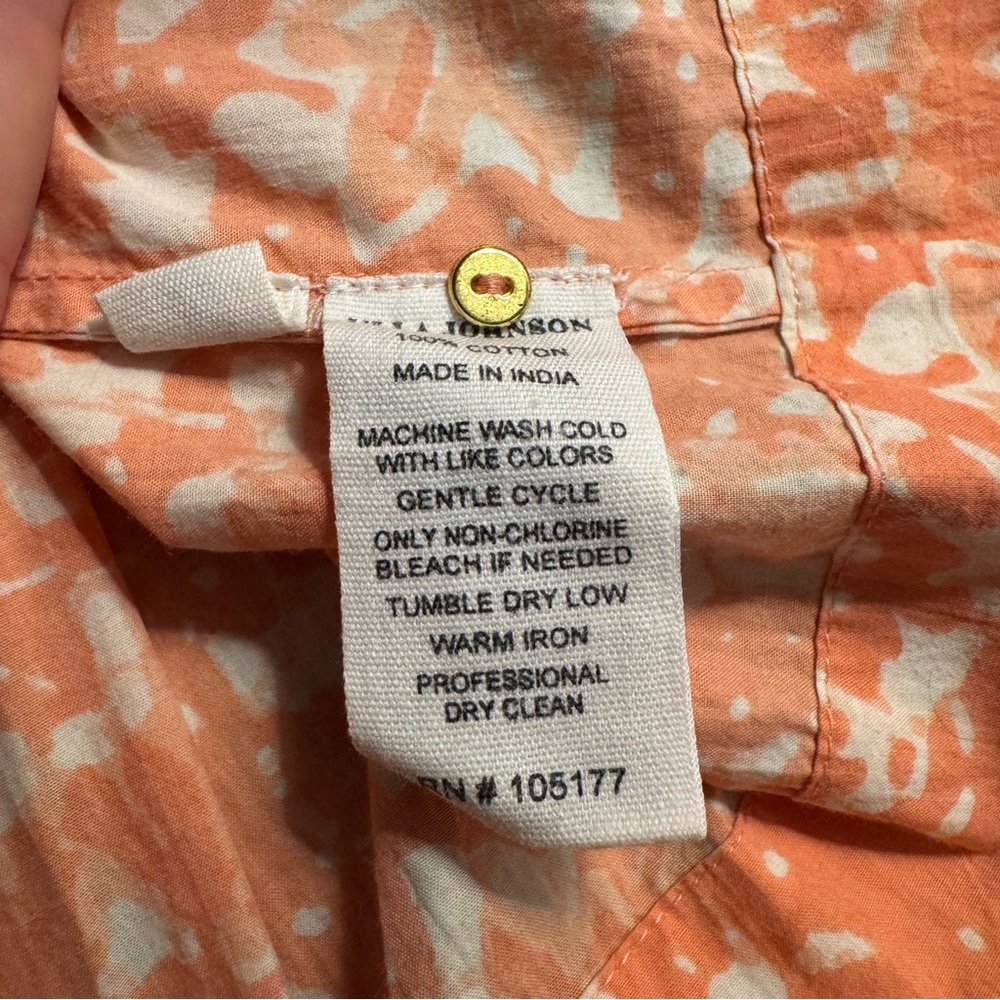 ULLA JOHNSON
100% COTTON
MADE IN INDIA
MACHINE WASH COLD
WITH LIKE COLORS
GENTLE CYCLE
ONLY NON-CHLORINE
BLEACH IF NEEDED
TUMBLE DRY LOW
WARM IRON
PROFESSIONAL
DRY CLEAN
RN # 105177